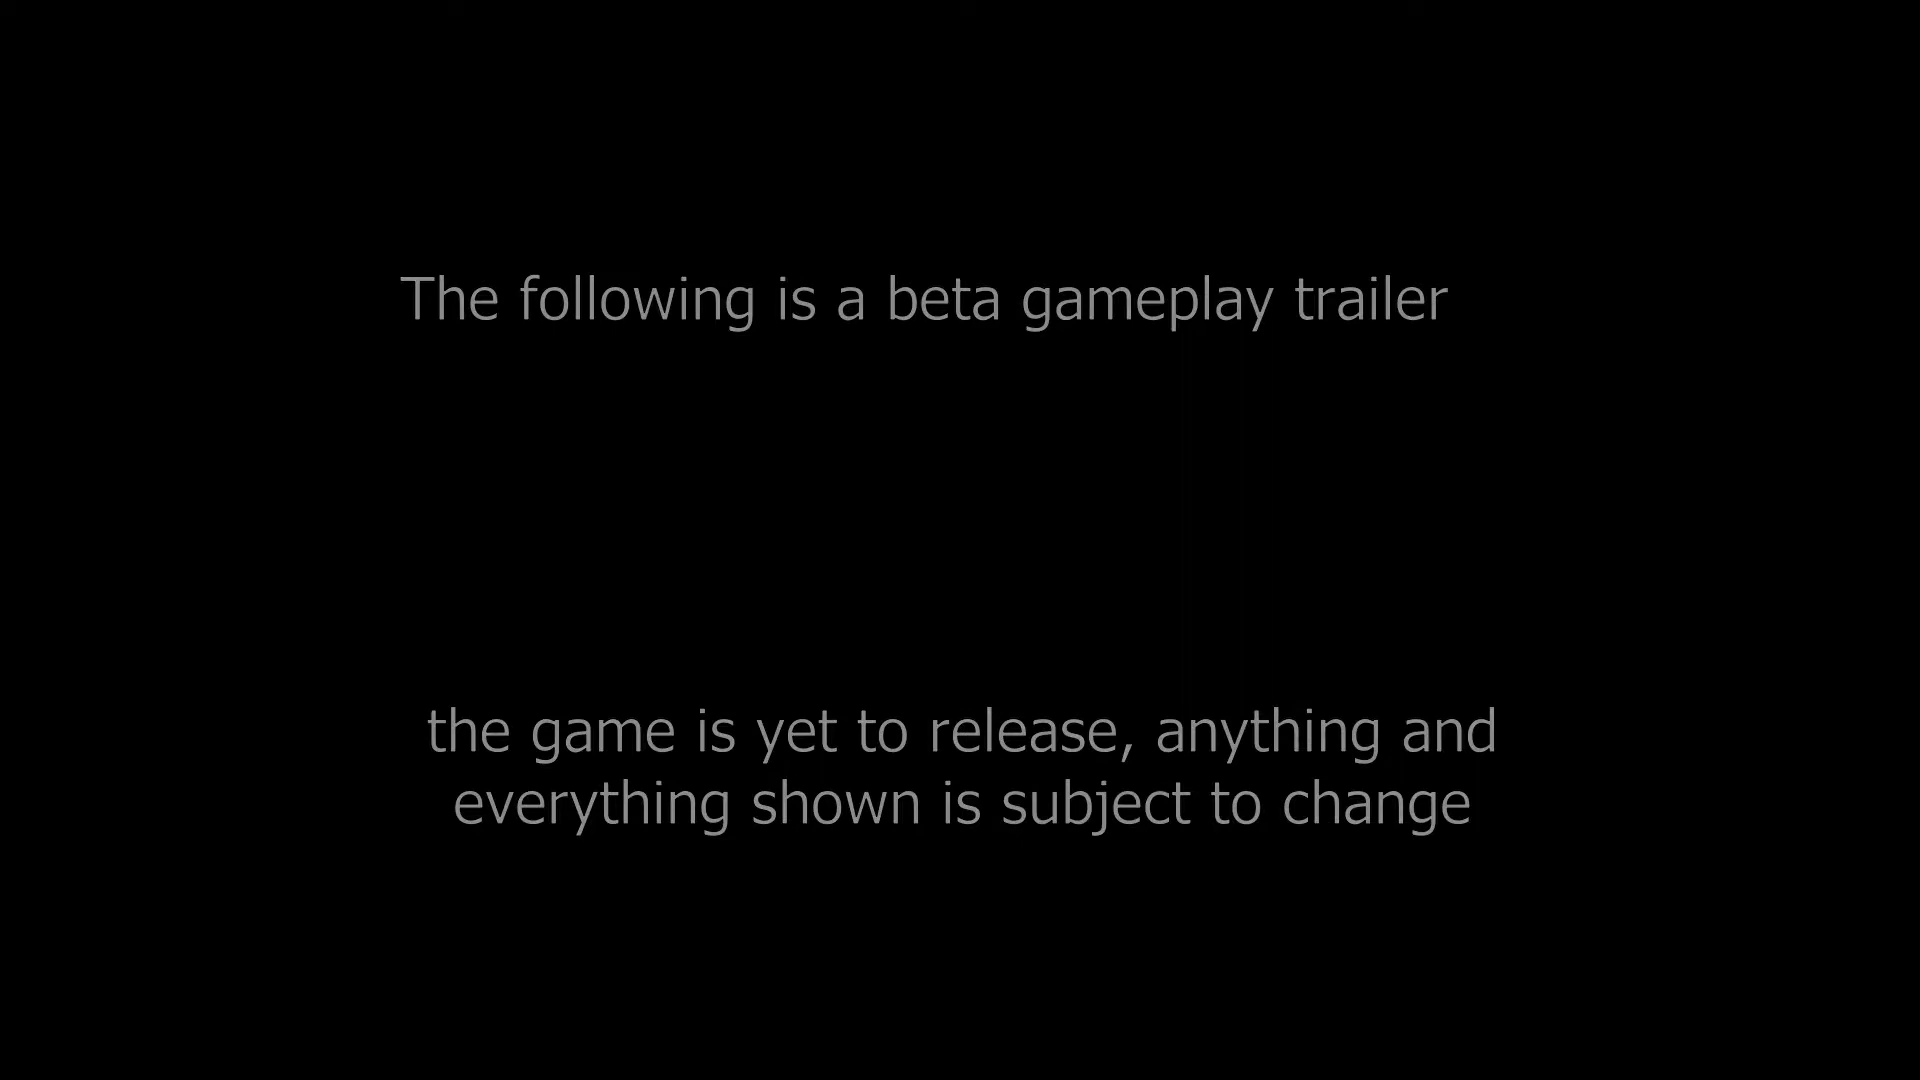 The following is a beta gameplay trailer
the game is yet to release, anything and
everything shown is subject to change